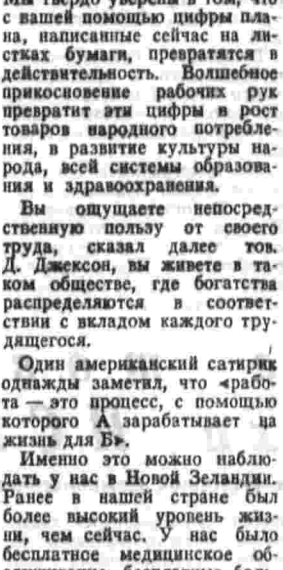 Мы твердо уверены в том, что
с вашей помощью цифры пла-
на, написанные сейчас на ли-
стках бумаги, превратятся в
действительность. Волшебное
прикосновение рабочих рук
превратит эти цифры в рост
товаров народного потребле-
ния, в развитие культуры на-
рода, всей системы образова-
ния и здравоохранения.
Вы ощущаете непосред-
ственную пользу от своего
труда, сказал далее тов.
Д. Джексон, вы живете в та-
ком обществе, где богатства
распределяются в соответ-
ствии с вкладом каждого тру-
дящегося.
Один американский сатирик
однажды заметил, что «рабо-
та — это процесс, с помощью
которого А зарабатывает на
жизнь для Б».
Именно это можно наблю-
дать у нас в Новой Зеландии.
Ранее в нашей стране был
более высокий уровень жиз-
ни, чем сейчас. У нас было
бесплатное медицинское об-